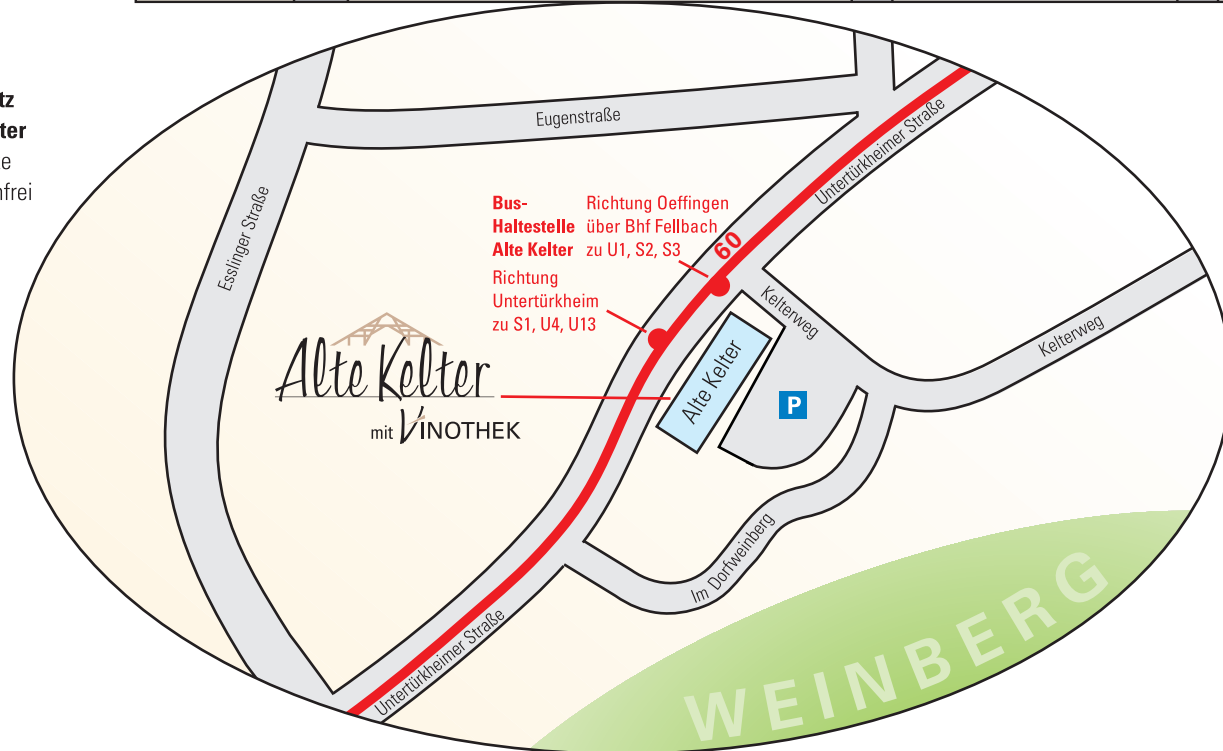 tz
ter
te
nfrei
Eugenstraße
Untertürkheimer Straße
Esslinger Straße
Bus-
Haltestelle
Alte Kelter
Richtung Oeffingen
über Bhf Fellbach
zu U1, S2, S3
60
Richtung
Untertürkheim
zu S1, U4, U13
Kelterweg
Kelterweg
Alte Kelter
mit VINOTHEK
Alte Kelter
P
Im Dorfweinberg
Untertürkheimer Straße
WEINBERG